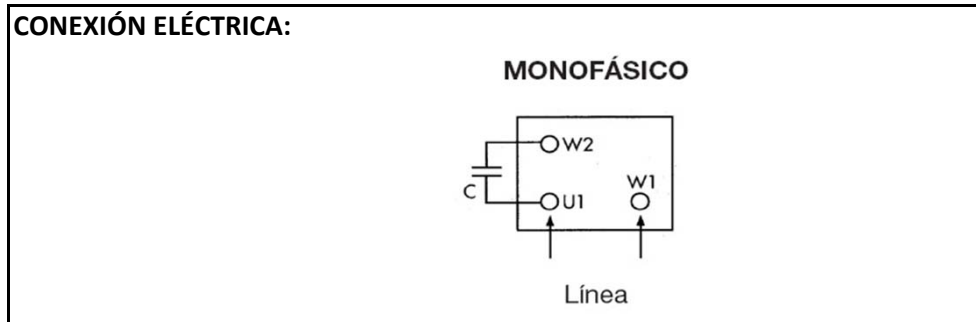 CONEXIÓN ELÉCTRICA:
MONOFÁSICO
W2
C
U1
W1
Línea